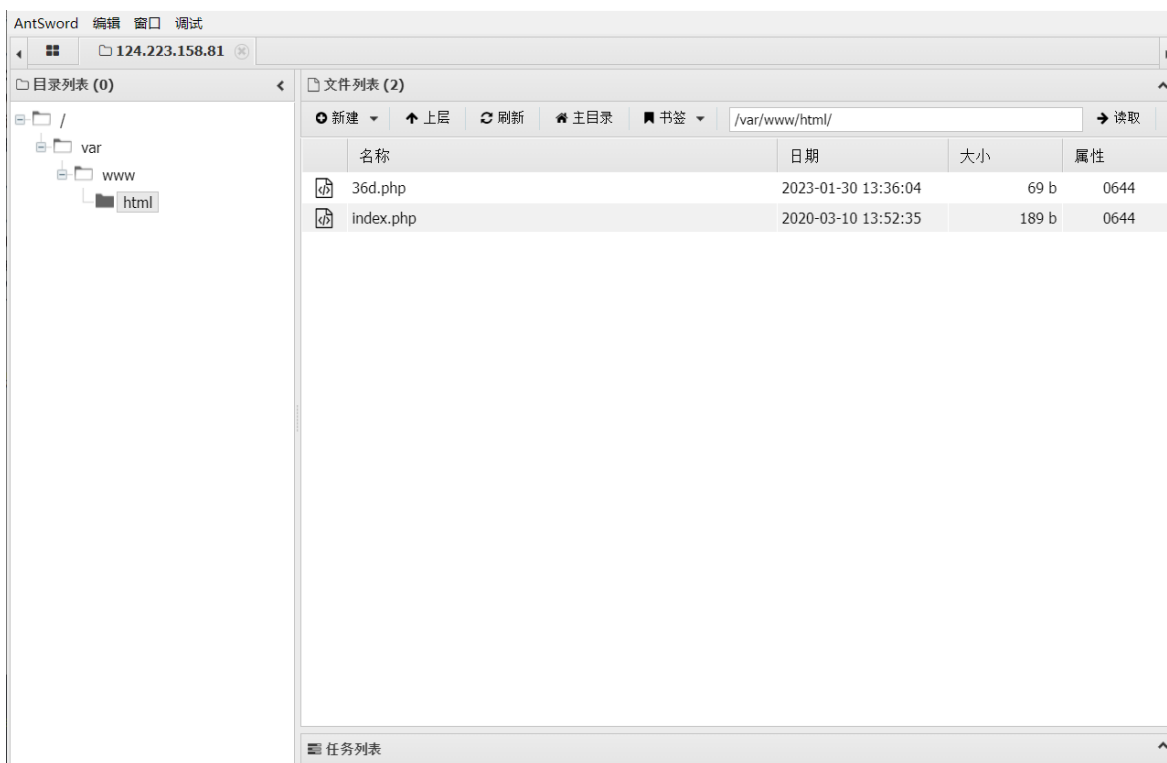 AntSword 编辑 窗口 调试
124.223.158.81
目录列表 (0)
文件列表 (2)
新建 上层 刷新 主目录 书签 /var/www/html/ 读取
/
var
www
html
名称 日期 大小 属性
36d.php 2023-01-30 13:36:04 69 b 0644
index.php 2020-03-10 13:52:35 189 b 0644
任务列表